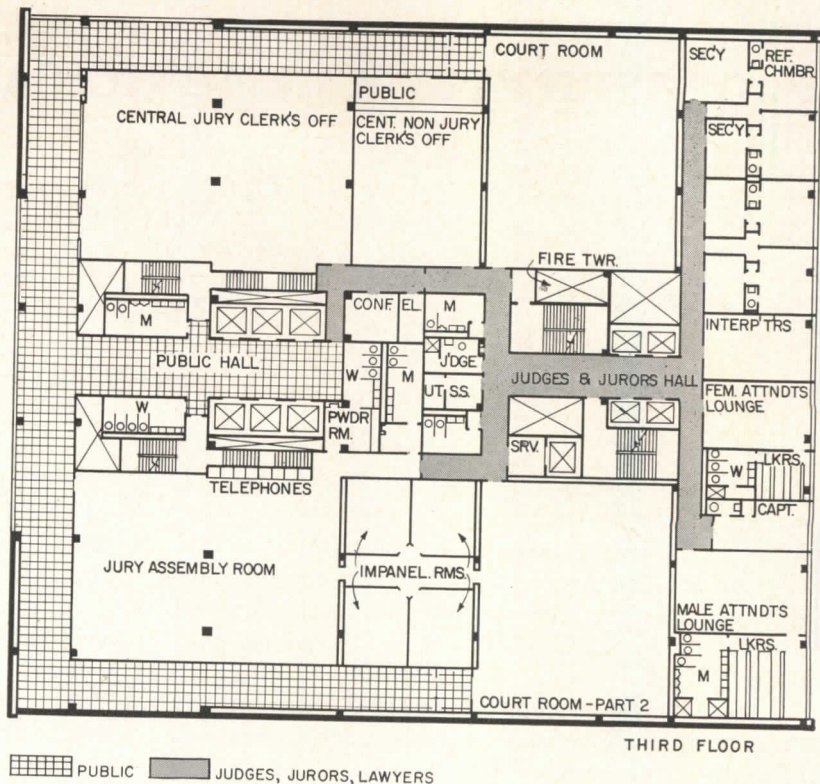 COURT ROOM
SEC'Y
REF.
CHMBR.
PUBLIC
CENTRAL JURY CLERK'S OFF
CENT. NON JURY
CLERK'S OFF
SEC'Y
FIRE TWR.
CONF.
EL.
M
M
INTERP'TRS
PUBLIC HALL
JDGE
W
M
JUDGES & JURORS HALL
UT.
S.S.
FEM. ATTNDTS
LOUNGE
W
PWDR
RM.
SRV.
W
LKRS.
TELEPHONES
CAPT.
JURY ASSEMBLY ROOM
IMPANEL. RMS.
MALE ATTNDTS
LOUNGE
LKRS.
M
COURT ROOM - PART 2
THIRD FLOOR
PUBLIC
JUDGES, JURORS, LAWYERS